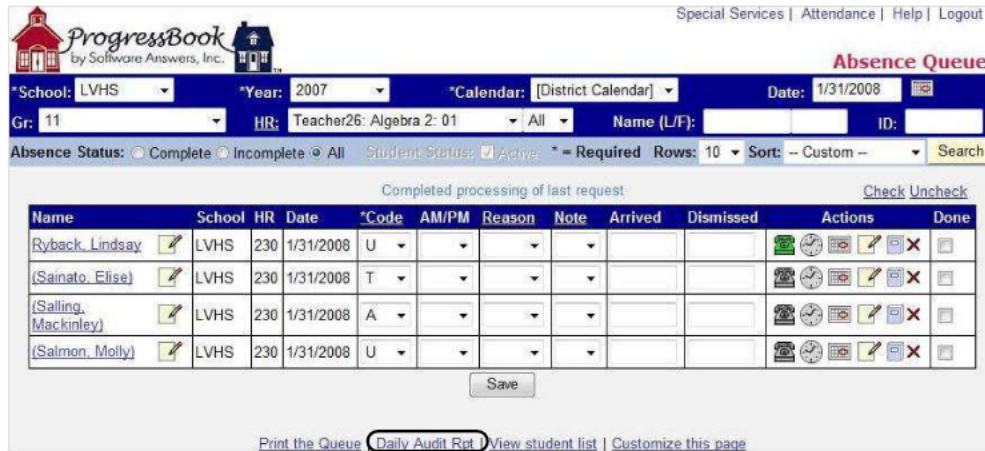 Special Services | Attendance | Help | Logout
ProgressBook
by Software Answers, Inc.
TM
Absence Queue
*School: LVHS *Year: 2007 *Calendar: [District Calendar] Date: 1/31/2008
Gr: 11 HR: Teacher26: Algebra 2: 01 All Name (L/F): ID:
Absence Status: Complete Incomplete All Student Status: Active * = Required Rows: 10 Sort: -- Custom -- Search
Completed processing of last request Check Uncheck
Name School HR Date *Code AM/PM Reason Note Arrived Dismissed Actions Done
Ryback, Lindsay LVHS 230 1/31/2008 U
(Sainato, Elise) LVHS 230 1/31/2008 T
(Salling, Mackinley) LVHS 230 1/31/2008 A
(Salmon, Molly) LVHS 230 1/31/2008 U
Save
Print the Queue | Daily Audit Rpt | View student list | Customize this page